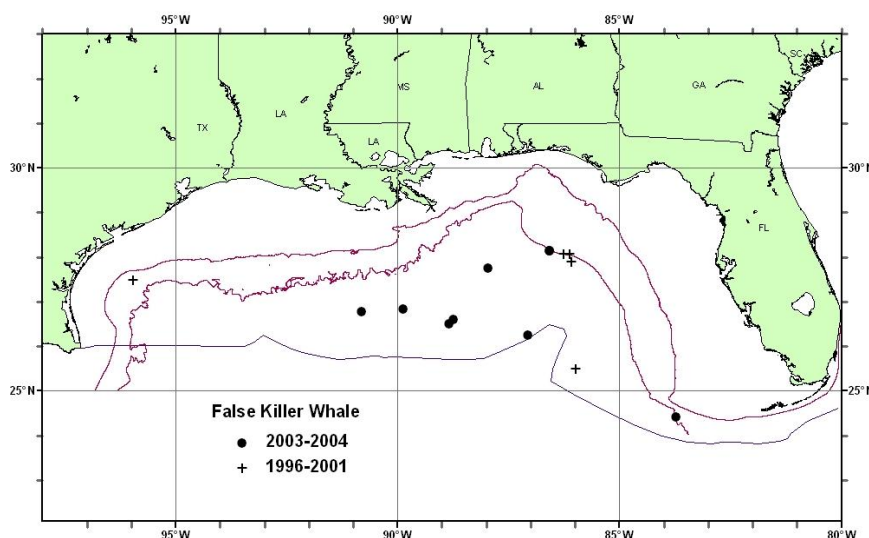 95°W 90°W 85°W 80°W
SC
MS AL GA
LA
TX
LA
30°N 30°N
FL
25°N 25°N
False Killer Whale
2003-2004
1996-2001
95°W 90°W 85°W 80°W